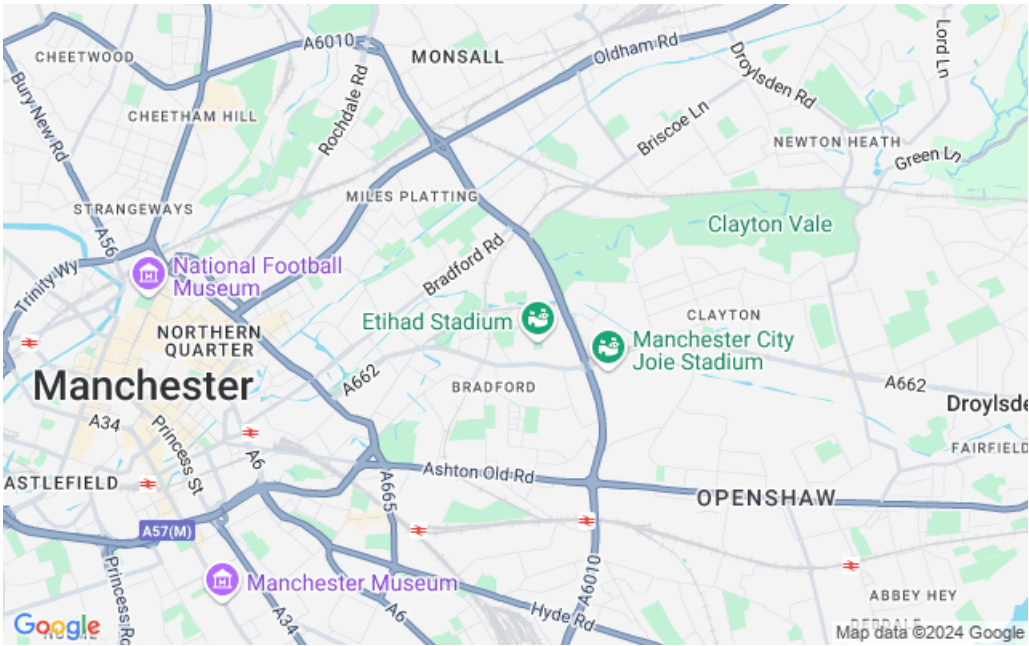 CHEETWOOD
A6010
MONSALL
Oldham Rd
Lord Ln
Bury New Rd
Rochdale Rd
Droylsden Rd
CHEETHAM HILL
Briscoe Ln
NEWTON HEATH
Green Ln
STRANGEWAYS
MILES PLATTING
A56
Clayton Vale
Trinity Wy
National Football
Museum
Bradford Rd
Etihad Stadium
CLAYTON
NORTHERN
QUARTER
Manchester City
Joie Stadium
Manchester
A662
BRADFORD
A662
Droylsde
A34
Princess St
A6
FAIRFIELD
ASTLEFIELD
A665
Ashton Old Rd
OPENSHAW
A57(M)
Princess Rd
Manchester Museum
A34
A6
Hyde Rd
A6010
ABBEY HEY
Google
Map data ©2024 Google